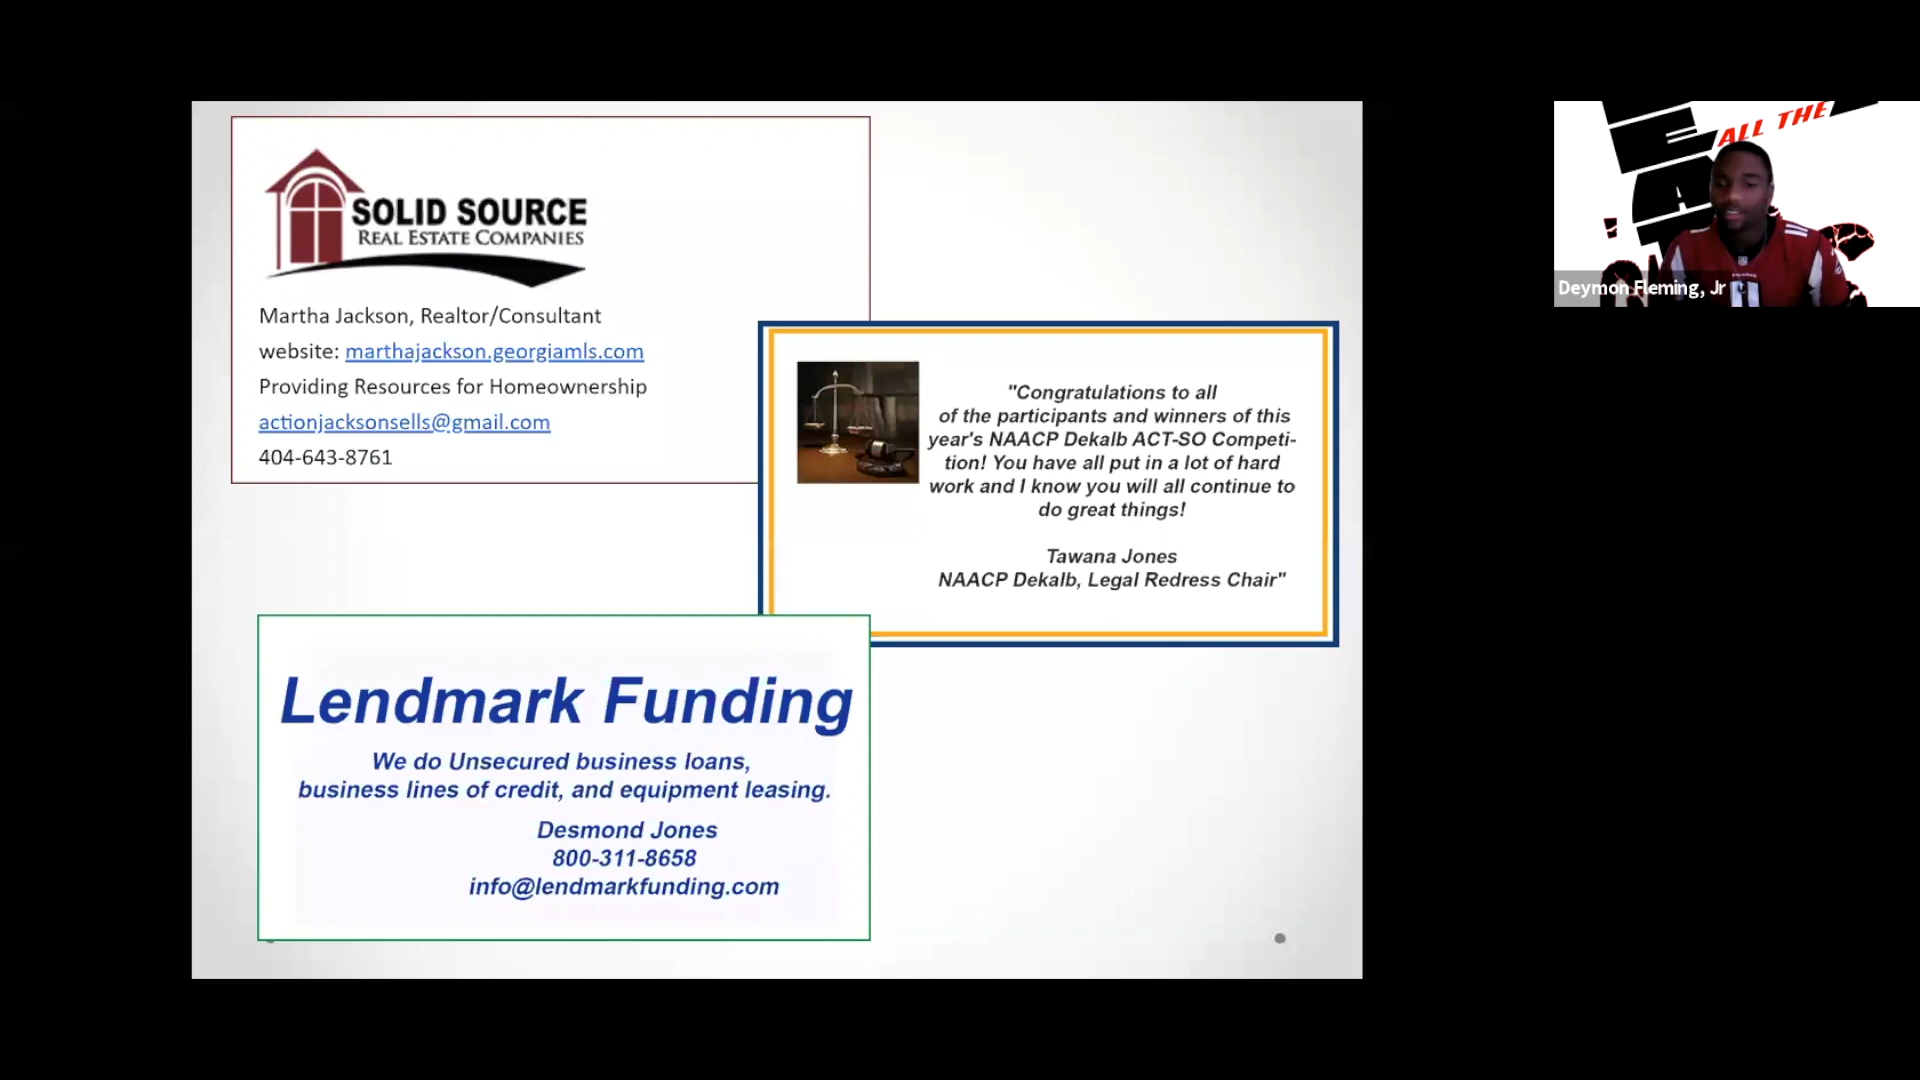 SOLID SOURCE
REAL ESTATE COMPANIES
Martha Jackson, Realtor/Consultant
website: marthajackson.georgiamls.com
Providing Resources for Homeownership
actionjacksonsells@gmail.com
404-643-8761
"Congratulations to all
of the participants and winners of this
year's NAACP Dekalb ACT-SO Competi-
tion! You have all put in a lot of hard
work and I know you will all continue to
do great things!
Tawana Jones
NAACP Dekalb, Legal Redress Chair"
Lendmark Funding
We do Unsecured business loans,
business lines of credit, and equipment leasing.
Desmond Jones
800-311-8658
info@lendmarkfunding.com
ALL THE
Deymon Fleming, Jr